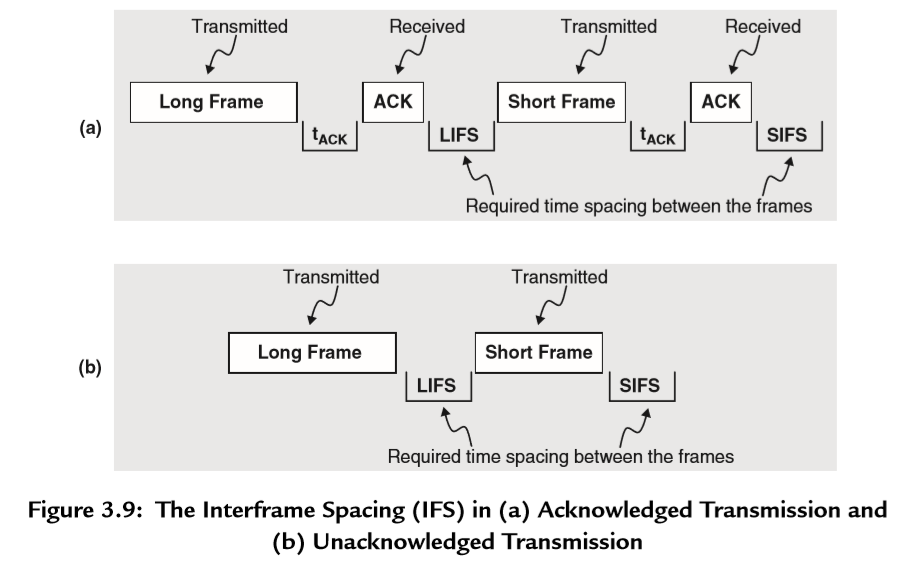 Transmitted Received Transmitted Received
Long Frame ACK Short Frame ACK
(a)
tACK LIFS tACK SIFS
Required time spacing between the frames
Transmitted Transmitted
Long Frame Short Frame
(b)
LIFS SIFS
Required time spacing between the frames
Figure 3.9: The Interframe Spacing (IFS) in (a) Acknowledged Transmission and
(b) Unacknowledged Transmission